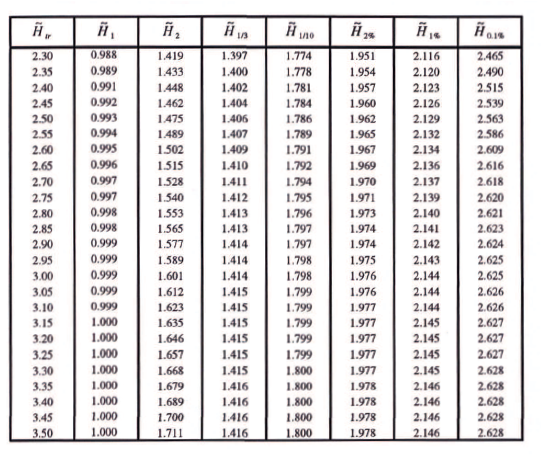 H̃ tr H̃ 1 H̃ 2 H̃ 1/3 H̃ 1/10 H̃ 2% H̃ 1% H̃ 0.1%
2.30 0.988 1.419 1.397 1.774 1.951 2.116 2.465
2.35 0.989 1.433 1.400 1.778 1.954 2.120 2.490
2.40 0.991 1.448 1.402 1.781 1.957 2.123 2.515
2.45 0.992 1.462 1.404 1.784 1.960 2.126 2.539
2.50 0.993 1.475 1.406 1.786 1.962 2.129 2.563
2.55 0.994 1.489 1.407 1.789 1.965 2.132 2.586
2.60 0.995 1.502 1.409 1.791 1.967 2.134 2.609
2.65 0.996 1.515 1.410 1.792 1.969 2.136 2.616
2.70 0.997 1.528 1.411 1.794 1.970 2.137 2.618
2.75 0.997 1.540 1.412 1.795 1.971 2.139 2.620
2.80 0.998 1.553 1.413 1.796 1.973 2.140 2.621
2.85 0.998 1.565 1.413 1.797 1.974 2.141 2.623
2.90 0.999 1.577 1.414 1.797 1.974 2.142 2.624
2.95 0.999 1.589 1.414 1.798 1.975 2.143 2.625
3.00 0.999 1.601 1.414 1.798 1.976 2.144 2.625
3.05 0.999 1.612 1.415 1.799 1.976 2.144 2.626
3.10 0.999 1.623 1.415 1.799 1.977 2.144 2.626
3.15 1.000 1.635 1.415 1.799 1.977 2.145 2.627
3.20 1.000 1.646 1.415 1.799 1.977 2.145 2.627
3.25 1.000 1.657 1.415 1.799 1.977 2.145 2.627
3.30 1.000 1.668 1.415 1.800 1.977 2.145 2.628
3.35 1.000 1.679 1.416 1.800 1.978 2.146 2.628
3.40 1.000 1.689 1.416 1.800 1.978 2.146 2.628
3.45 1.000 1.700 1.416 1.800 1.978 2.146 2.628
3.50 1.000 1.711 1.416 1.800 1.978 2.146 2.628